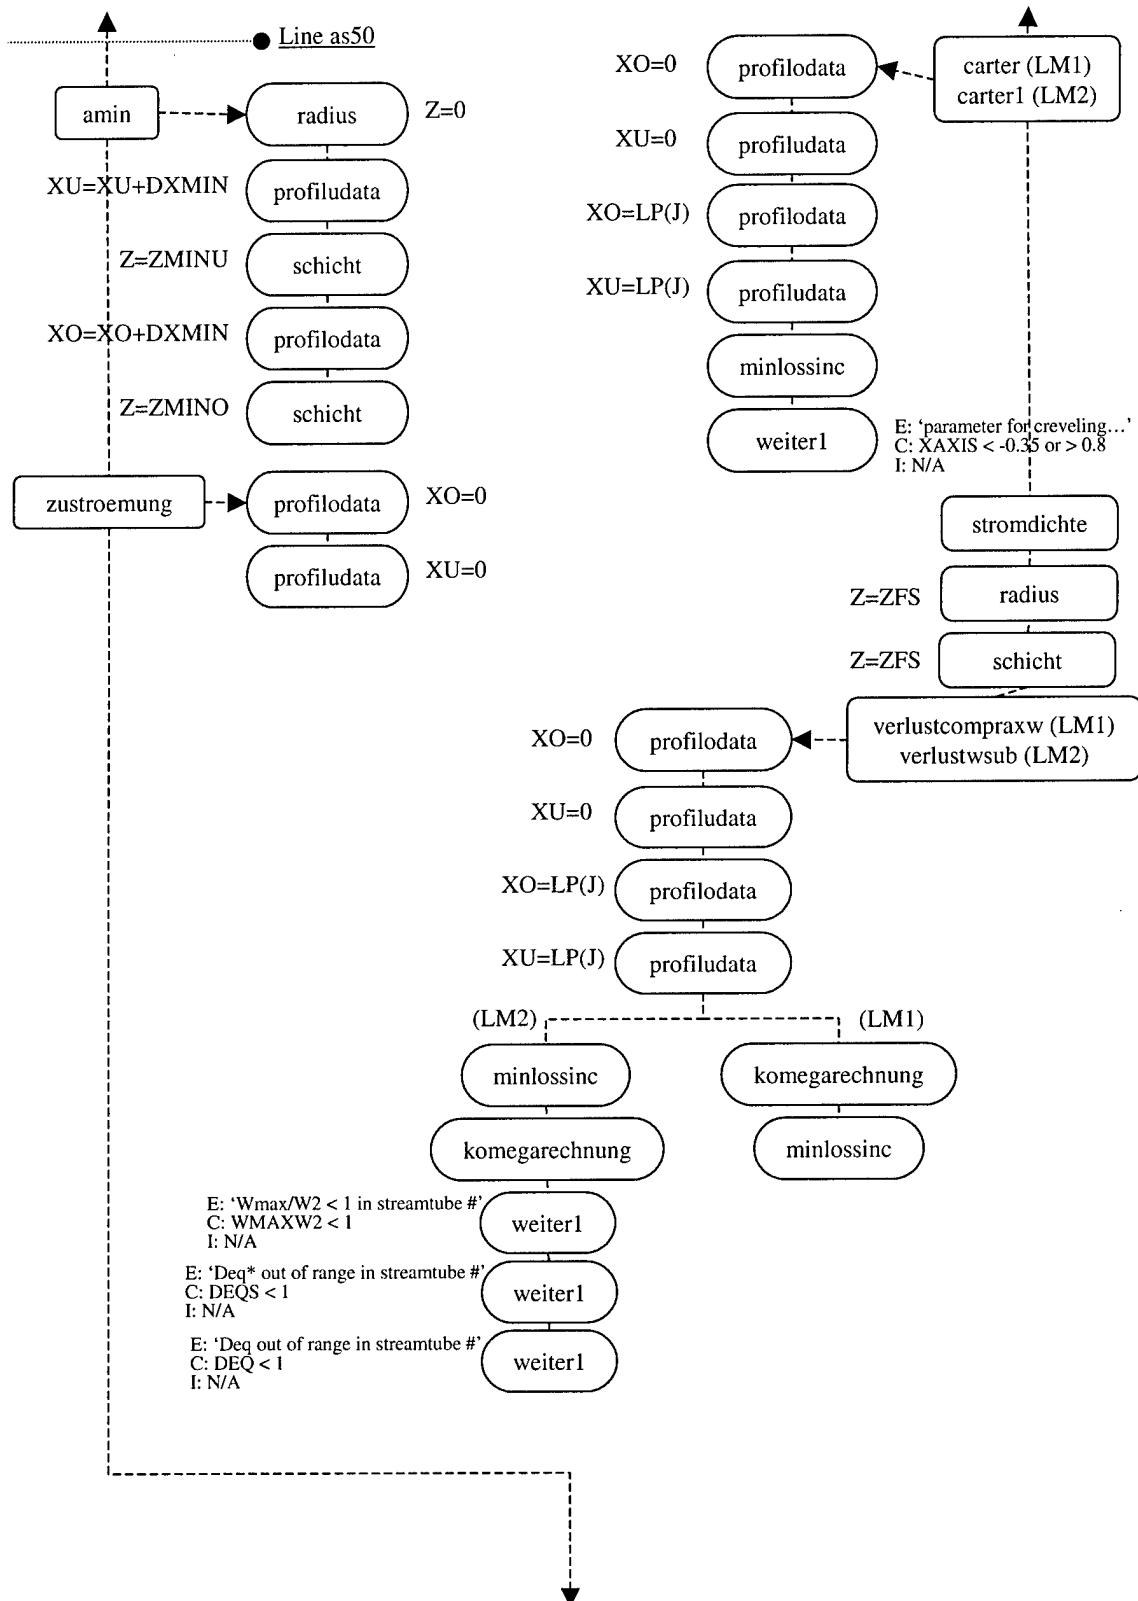 Line as50
amin
radius
Z=0
XU=XU+DXMIN
profiludata
Z=ZMINU
schicht
XO=XO+DXMIN
profilodata
Z=ZMINO
schicht
zustroemung
profilodata
XO=0
profiludata
XU=0
XO=0
profilodata
carter (LM1)
carter1 (LM2)
XU=0
profiludata
XO=LP(J)
profilodata
XU=LP(J)
profiludata
minlossinc
weiter1
E: ‘parameter for creveling…’
C: XAXIS < -0.35 or > 0.8
I: N/A
stromdichte
Z=ZFS
radius
Z=ZFS
schicht
verlustcompraxw (LM1)
verlustwsub (LM2)
XO=0
profilodata
XU=0
profiludata
XO=LP(J)
profilodata
XU=LP(J)
profiludata
(LM2)
(LM1)
minlossinc
komegarechnung
komegarechnung
minlossinc
E: ‘Wmax/W2 < 1 in streamtube #’
C: WMAXW2 < 1
I: N/A
weiter1
E: ‘Deq* out of range in streamtube #’
C: DEQS < 1
I: N/A
weiter1
E: ‘Deq out of range in streamtube #’
C: DEQ < 1
I: N/A
weiter1